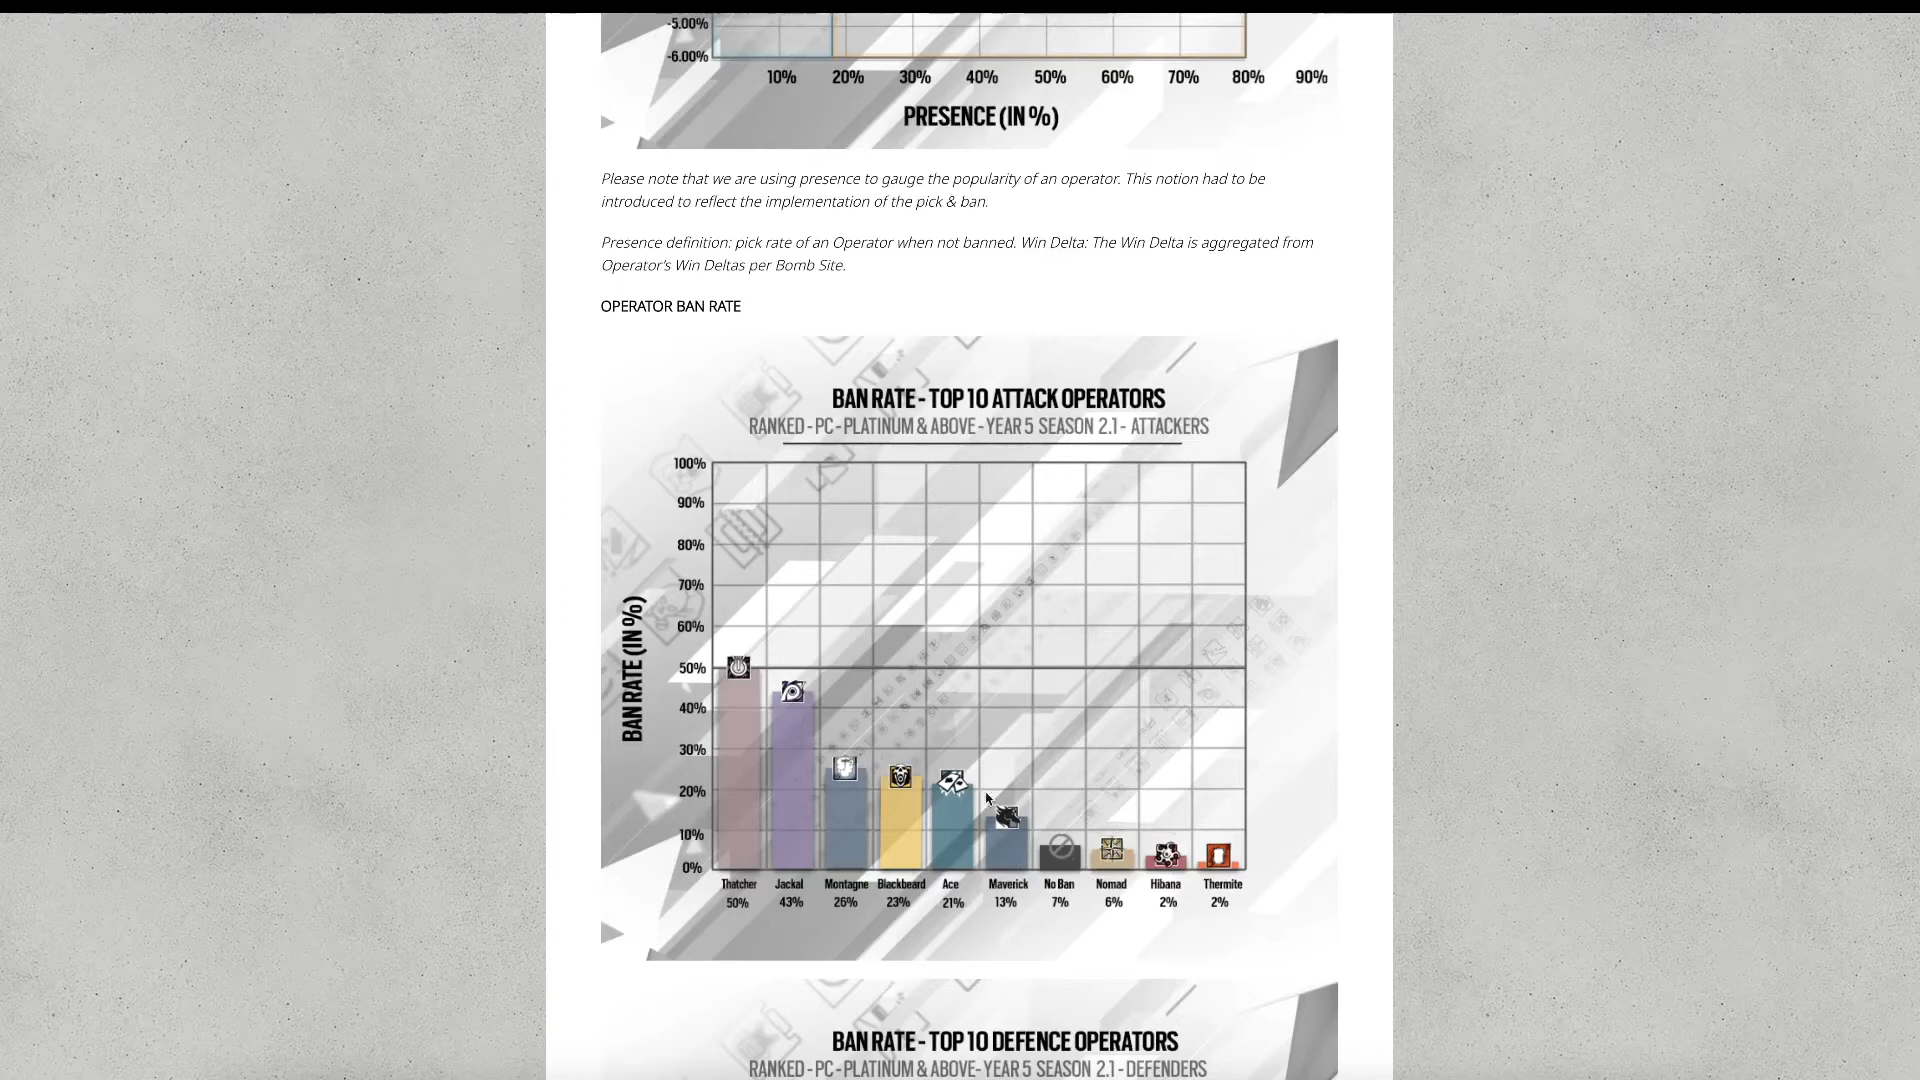 -5.00%
-6.00%
10% 20% 30% 40% 50% 60% 70% 80% 90%
PRESENCE (IN %)
Please note that we are using presence to gauge the popularity of an operator. This notion had to be
introduced to reflect the implementation of the pick & ban.
Presence definition: pick rate of an Operator when not banned. Win Delta: The Win Delta is aggregated from
Operator's Win Deltas per Bomb Site.
OPERATOR BAN RATE
BAN RATE - TOP 10 ATTACK OPERATORS
RANKED - PC - PLATINUM & ABOVE - YEAR 5 SEASON 2.1 - ATTACKERS
100%
90%
80%
70%
60%
50%
40%
30%
20%
10%
0%
BAN RATE (IN %)
Thatcher Jackal Montagne Blackbeard Ace Maverick No Ban Nomad Hibana Thermite
50% 43% 26% 23% 21% 13% 7% 6% 2% 2%
BAN RATE - TOP 10 DEFENCE OPERATORS
RANKED - PC - PLATINUM & ABOVE - YEAR 5 SEASON 2.1 - DEFENDERS